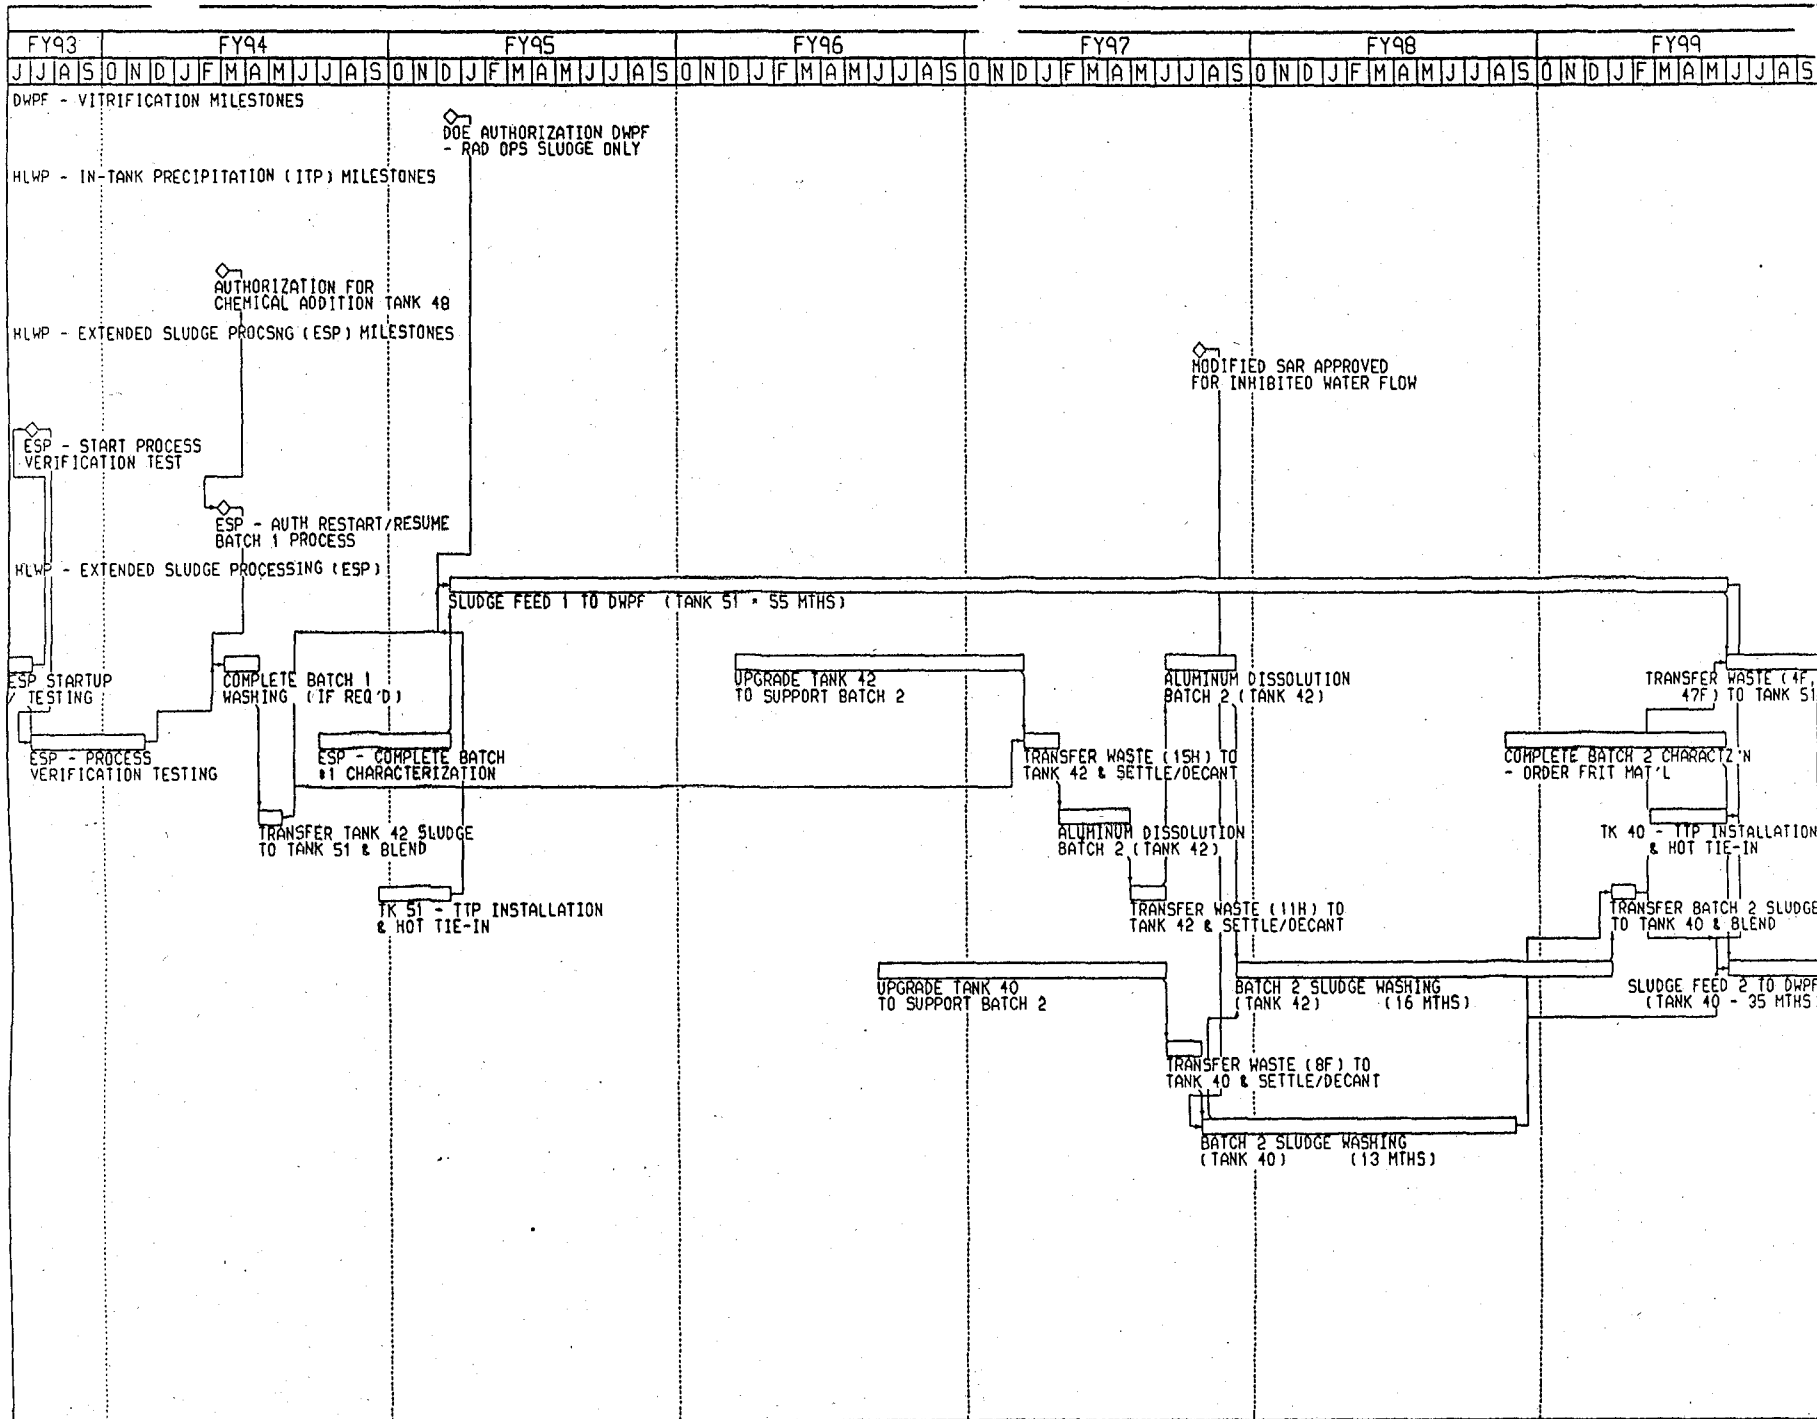 FY93 FY94 FY95 FY96 FY97 FY98 FY99
J J A S O N D J F M A M J J A S O N D J F M A M J J A S O N D J F M A M J J A S O N D J F M A M J J A S O N D J F M A M J J A S O N D J F M A M J J A S
DWPF - VITRIFICATION MILESTONES
DOE AUTHORIZATION DWPF
- RAD OPS SLUDGE ONLY
HLWP - IN-TANK PRECIPITATION (ITP) MILESTONES
AUTHORIZATION FOR
CHEMICAL ADDITION TANK 48
HLWP - EXTENDED SLUDGE PROCSNG (ESP) MILESTONES
MODIFIED SAR APPROVED
FOR INHIBITED WATER FLOW
ESP - START PROCESS
VERIFICATION TEST
ESP - AUTH RESTART/RESUME
BATCH 1 PROCESS
HLWP - EXTENDED SLUDGE PROCESSING (ESP)
SLUDGE FEED 1 TO DWPF (TANK 51 * 55 MTHS)
ESP STARTUP
/ TESTING
COMPLETE BATCH 1
WASHING (IF REQ'D)
UPGRADE TANK 42
TO SUPPORT BATCH 2
ALUMINUM DISSOLUTION
BATCH 2 (TANK 42)
TRANSFER WASTE (4F,
47F) TO TANK 51
ESP - PROCESS
VERIFICATION TESTING
ESP - COMPLETE BATCH
#1 CHARACTERIZATION
TRANSFER WASTE (15H) TO
TANK 42 & SETTLE/DECANT
COMPLETE BATCH 2 CHARACTZ'N
- ORDER FRIT MAT'L
TRANSFER TANK 42 SLUDGE
TO TANK 51 & BLEND
ALUMINUM DISSOLUTION
BATCH 2 (TANK 42)
TK 40 - TTP INSTALLATION
& HOT TIE-IN
TK 51 - TTP INSTALLATION
& HOT TIE-IN
TRANSFER WASTE (11H) TO
TANK 42 & SETTLE/DECANT
TRANSFER BATCH 2 SLUDGE
TO TANK 40 & BLEND
UPGRADE TANK 40
TO SUPPORT BATCH 2
BATCH 2 SLUDGE WASHING
(TANK 42) (16 MTHS)
SLUDGE FEED 2 TO DWPF
(TANK 40 - 35 MTHS
TRANSFER WASTE (8F) TO
TANK 40 & SETTLE/DECANT
BATCH 2 SLUDGE WASHING
(TANK 40) (13 MTHS)